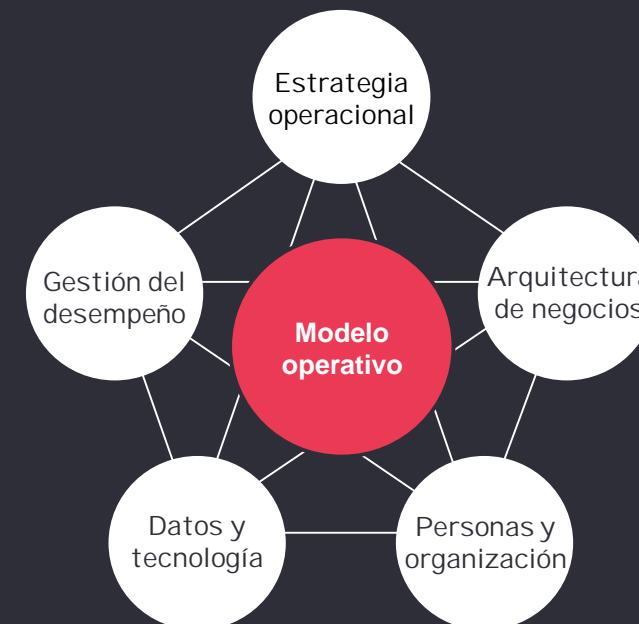 Estrategia
operacional
Gestión del
desempeño
Arquitectura
de negocios
Modelo
operativo
Datos y
tecnología
Personas y
organización